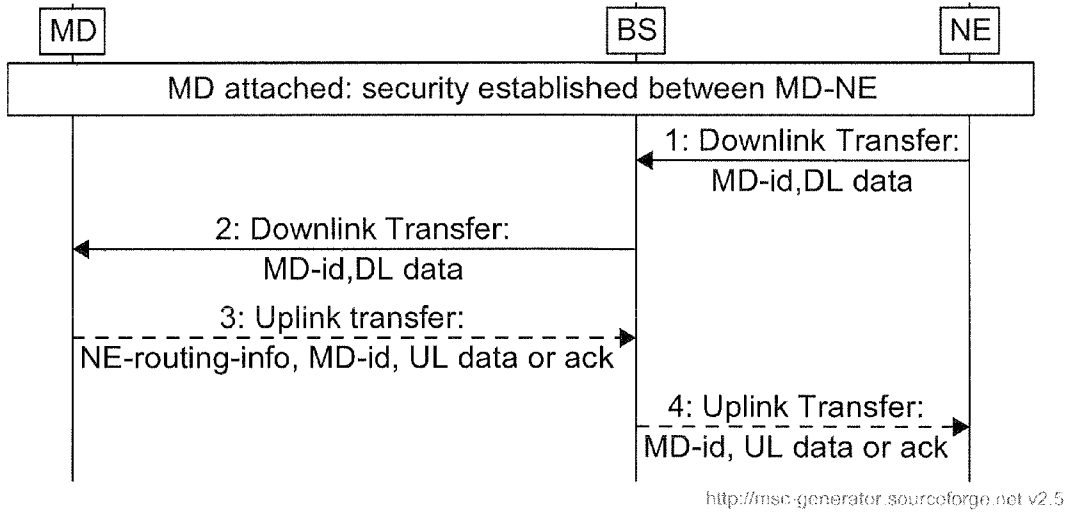 MD BS NE
MD attached: security established between MD-NE
1: Downlink Transfer:
MD-id,DL data
2: Downlink Transfer:
MD-id,DL data
3: Uplink transfer:
NE-routing-info, MD-id, UL data or ack
4: Uplink Transfer:
MD-id, UL data or ack
http://msc-generator.sourceforge.net v2.5